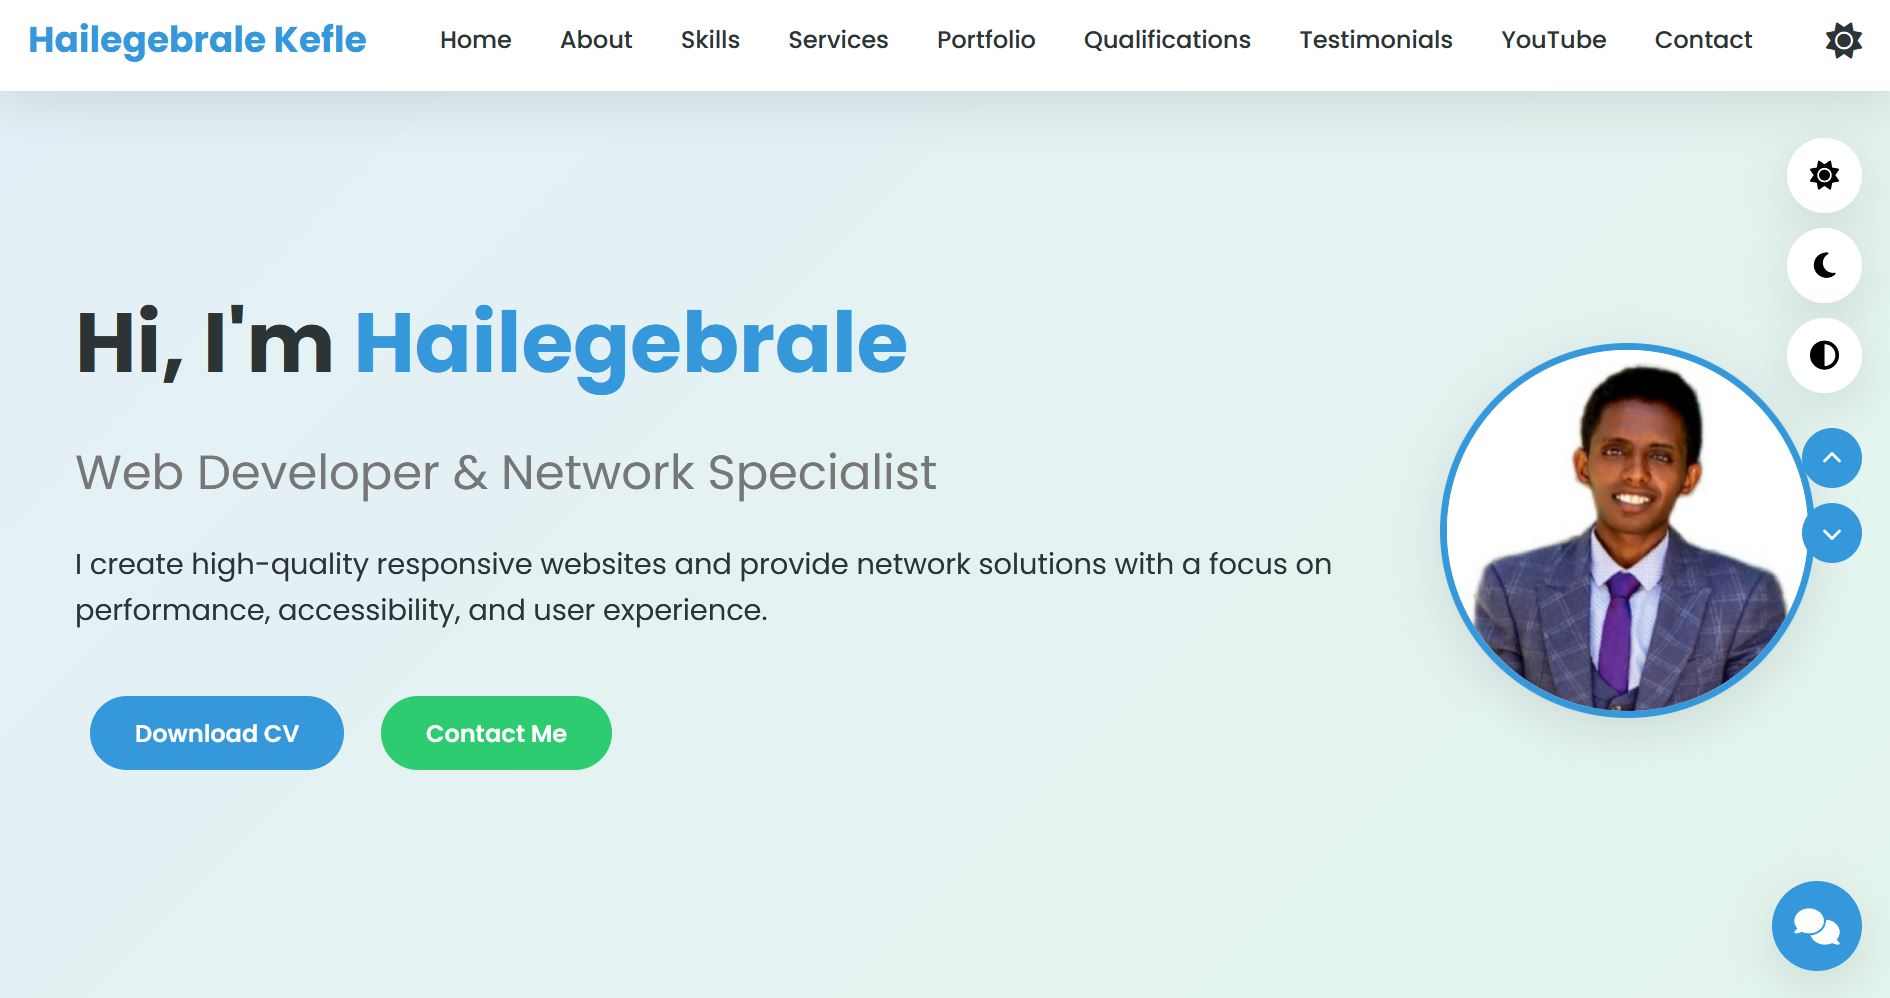 Hailegebrale Kefle
Home About Skills Services Portfolio Qualifications Testimonials YouTube Contact
Hi, I'm Hailegebrale
Web Developer & Network Specialist
I create high-quality responsive websites and provide network solutions with a focus on
performance, accessibility, and user experience.
Download CV Contact Me